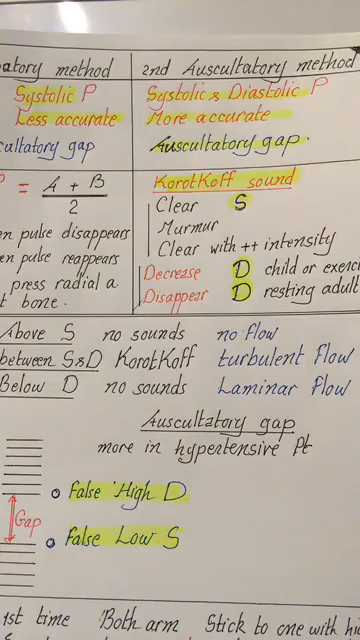 atory method
2nd Auscultatory method
Systolic P
Less accurate
cultatory gap
Systolic & Diastolic P
More accurate
Auscultatory gap.
= A + B
2
en pulse disappears
en pulse reappears
press radial a
t bone.
KorotKoff sound
Clear S
Murmur
Clear with ++ intensity
Decrease D child or exerci
Disappear D resting adult
Above S no sounds no flow
between S&D KorotKoff turbulent flow
Below D no sounds Laminar flow
Auscultatory gap
more in hypertensive Pt
Gap
False High D
False Low S
1st time Both arm Stick to one with hi